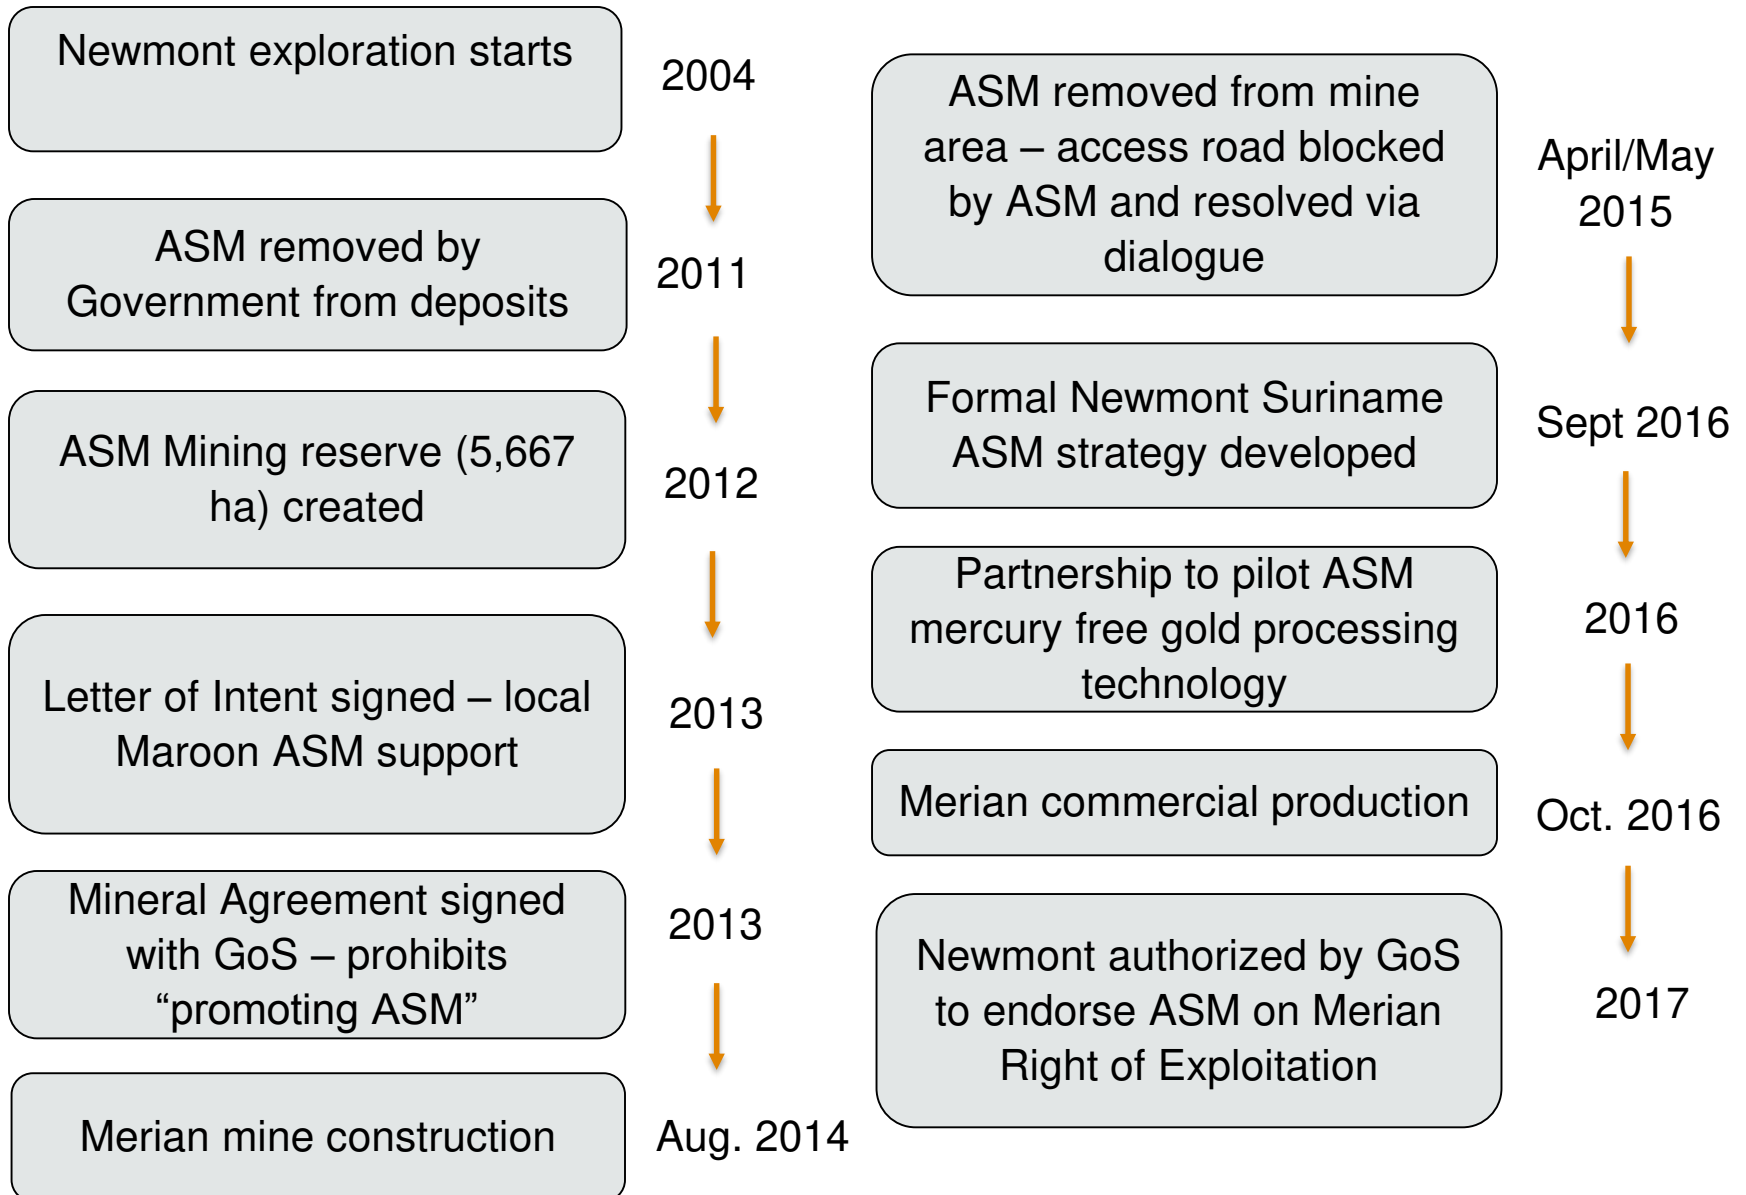 Newmont exploration starts
2004
ASM removed by
Government from deposits
2011
ASM Mining reserve (5,667
ha) created
2012
Letter of Intent signed – local
Maroon ASM support
2013
Mineral Agreement signed
with GoS – prohibits
“promoting ASM”
2013
Merian mine construction
Aug. 2014
ASM removed from mine
area – access road blocked
by ASM and resolved via
dialogue
April/May
2015
Formal Newmont Suriname
ASM strategy developed
Sept 2016
Partnership to pilot ASM
mercury free gold processing
technology
2016
Merian commercial production
Oct. 2016
Newmont authorized by GoS
to endorse ASM on Merian
Right of Exploitation
2017